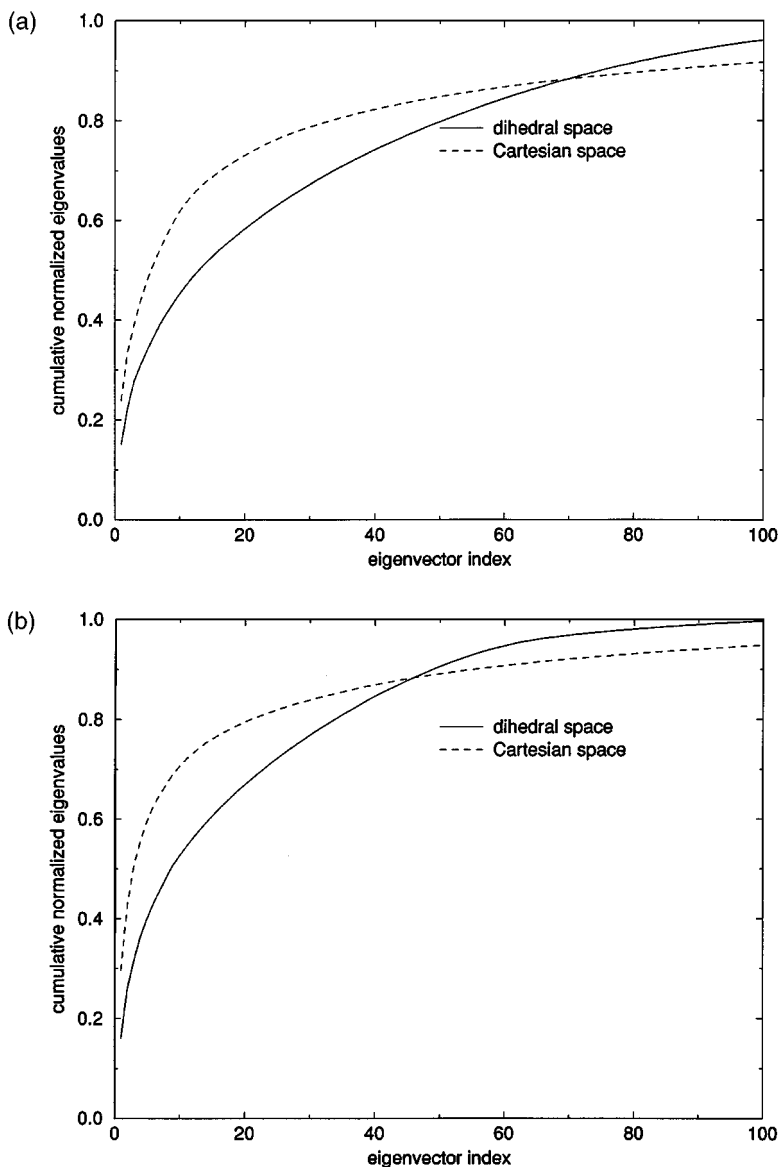 (a)
1.0
0.8
0.6
0.4
0.2
0.0
cumulative normalized eigenvalues
dihedral space
Cartesian space
0 20 40 60 80 100
eigenvector index
(b)
1.0
0.8
0.6
0.4
0.2
0.0
cumulative normalized eigenvalues
dihedral space
Cartesian space
0 20 40 60 80 100
eigenvector index